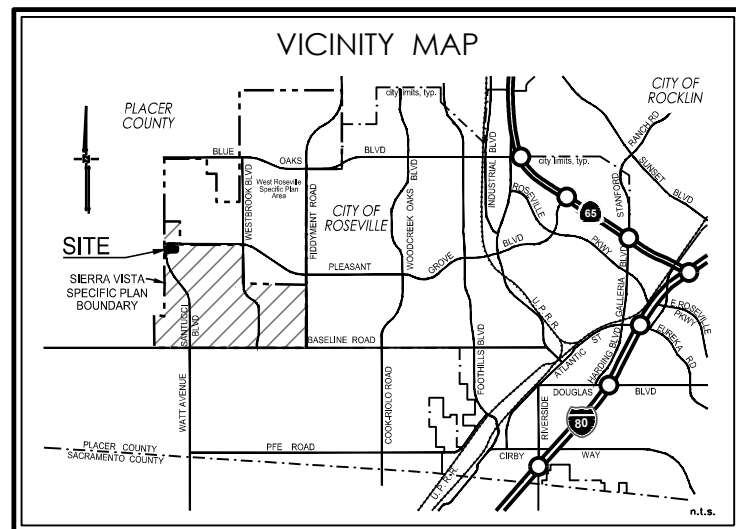 VICINITY MAP
PLACER
COUNTY
city limits, typ.
CITY OF
ROCKLIN
RANCH RD
SUNSET BLVD
BLUE OAKS BLVD
city limits, typ.
INDUSTRIAL BLVD
STANFORD
West Roseville
Specific Plan
Area
WESTBROOK BLVD
FIDDYMENT ROAD
CITY OF
ROSEVILLE
WOODCREEK OAKS BLVD
ROSEVILLE PKWY
65
SITE
PLEASANT GROVE BLVD
SIERRA VISTA
SPECIFIC PLAN
BOUNDARY
SANTUCCI
BLVD
U.P.R.R.
GALLERIA BLVD
E ROSEVILLE
PKWY
EUREKA RD
BASELINE ROAD
ATLANTIC ST
HARDING BLVD
FOOTHILLS BLVD
DOUGLAS BLVD
WATT AVENUE
COOK-RIOLO ROAD
RIVERSIDE
80
PLACER COUNTY
SACRAMENTO COUNTY
PFE ROAD
CIRBY WAY
U.P.R.R.
n.t.s.